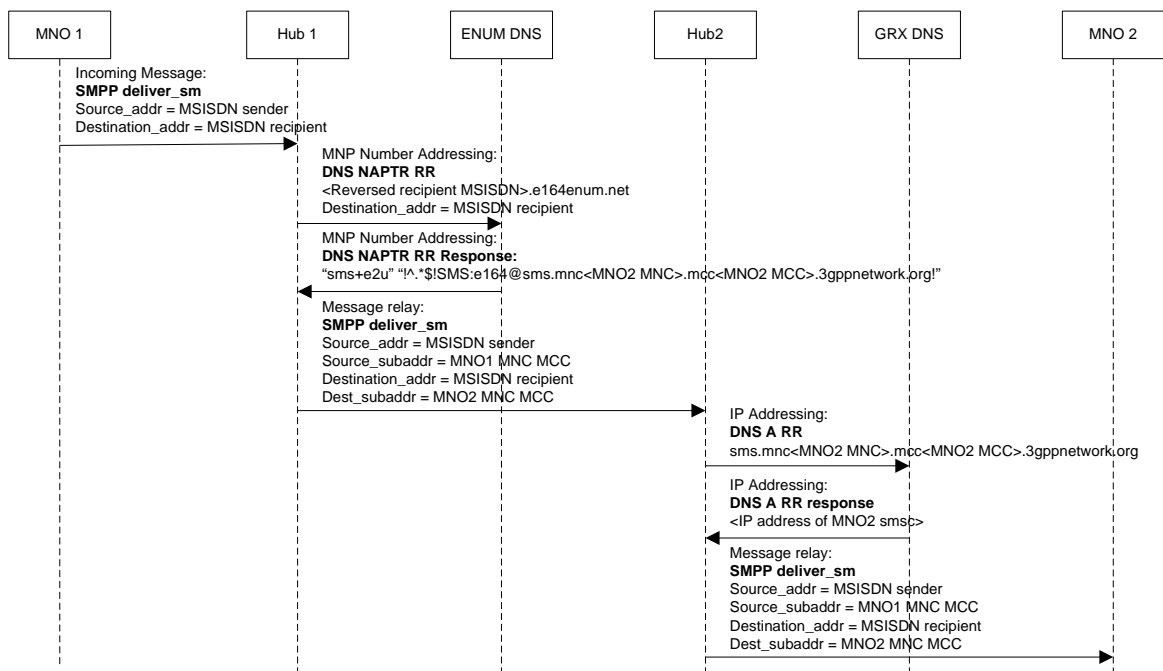 MNO 1
Hub 1
ENUM DNS
Hub2
GRX DNS
MNO 2
Incoming Message:
SMPP deliver_sm
Source_addr = MSISDN sender
Destination_addr = MSISDN recipient
MNP Number Addressing:
DNS NAPTR RR
<Reversed recipient MSISDN>.e164enum.net
Destination_addr = MSISDN recipient
MNP Number Addressing:
DNS NAPTR RR Response:
“sms+e2u” “!^.*$!SMS:e164@sms.mnc<MNO2 MNC>.mcc<MNO2 MCC>.3gppnetwork.org!”
Message relay:
SMPP deliver_sm
Source_addr = MSISDN sender
Source_subaddr = MNO1 MNC MCC
Destination_addr = MSISDN recipient
Dest_subaddr = MNO2 MNC MCC
IP Addressing:
DNS A RR
sms.mnc<MNO2 MNC>.mcc<MNO2 MCC>.3gppnetwork.org
IP Addressing:
DNS A RR response
<IP address of MNO2 smsc>
Message relay:
SMPP deliver_sm
Source_addr = MSISDN sender
Source_subaddr = MNO1 MNC MCC
Destination_addr = MSISDN recipient
Dest_subaddr = MNO2 MNC MCC